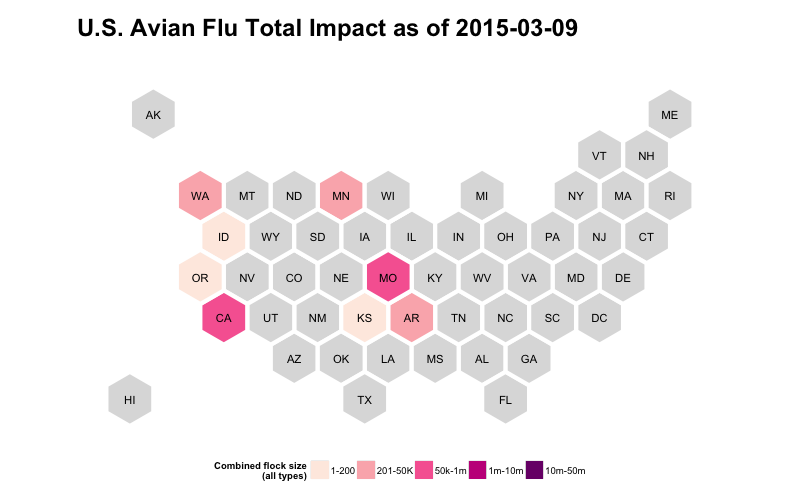 U.S. Avian Flu Total Impact as of 2015-03-09
AK ME
VT NH
WA MT ND MN WI MI NY MA RI
ID WY SD IA IL IN OH PA NJ CT
OR NV CO NE MO KY WV VA MD DE
CA UT NM KS AR TN NC SC DC
AZ OK LA MS AL GA
HI TX FL
Combined flock size
(all types) 1-200 201-50K 50k-1m 1m-10m 10m-50m